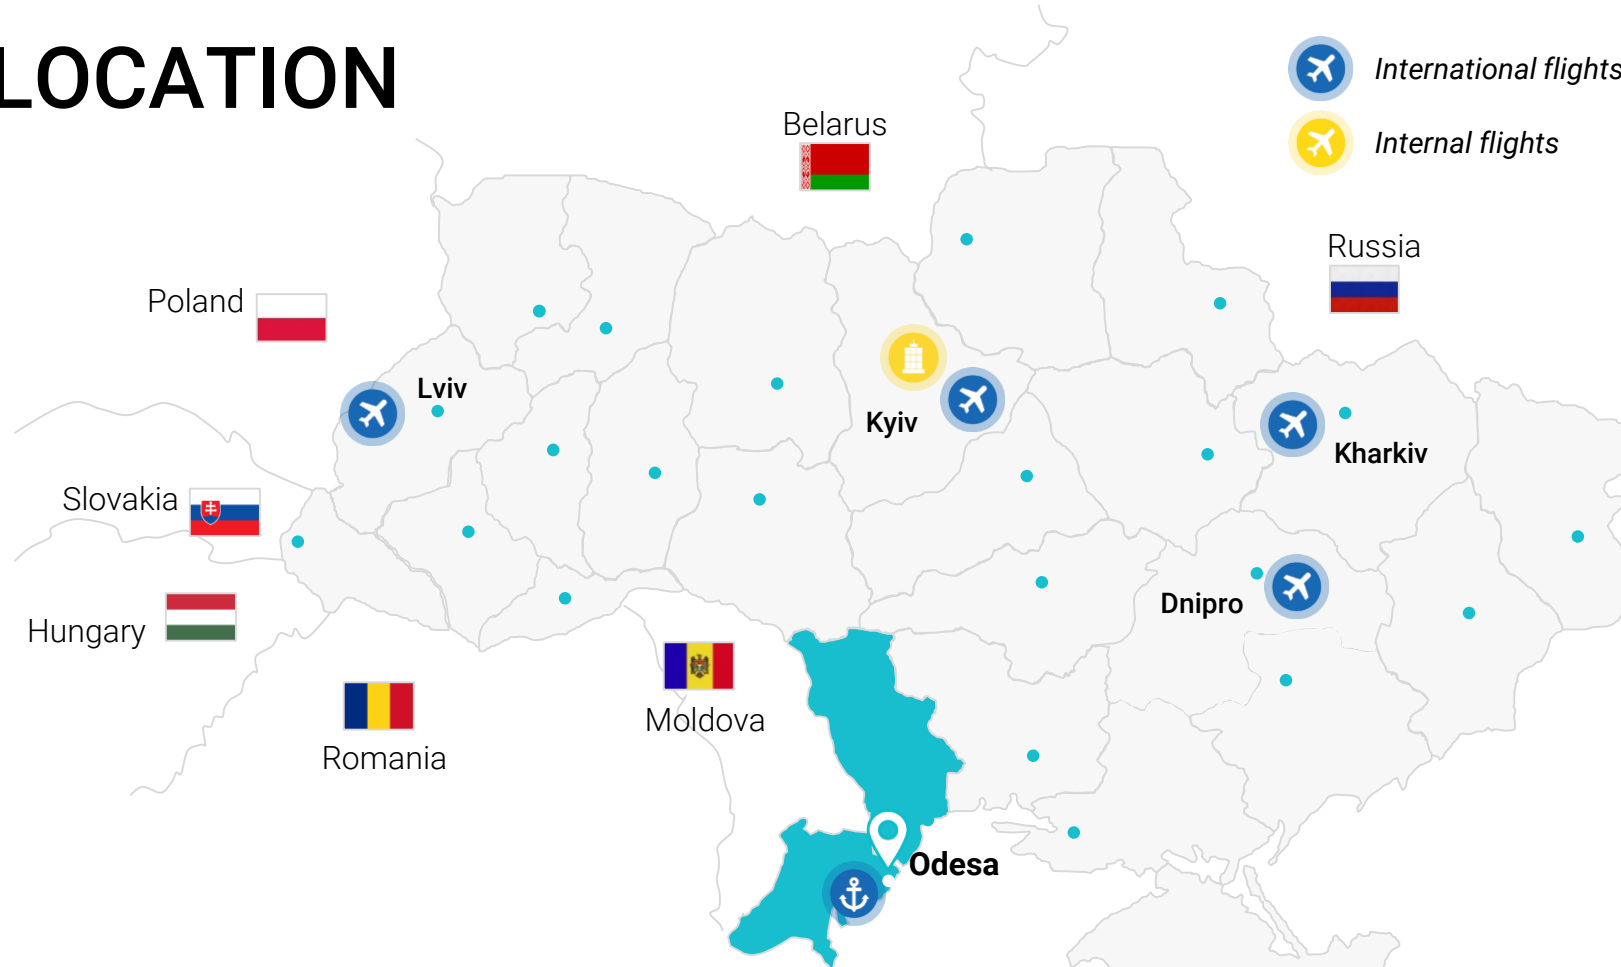 LOCATION
International flights
Internal flights
Belarus
Russia
Poland
Lviv
Kyiv
Kharkiv
Slovakia
Hungary
Dnipro
Romania
Moldova
Odesa